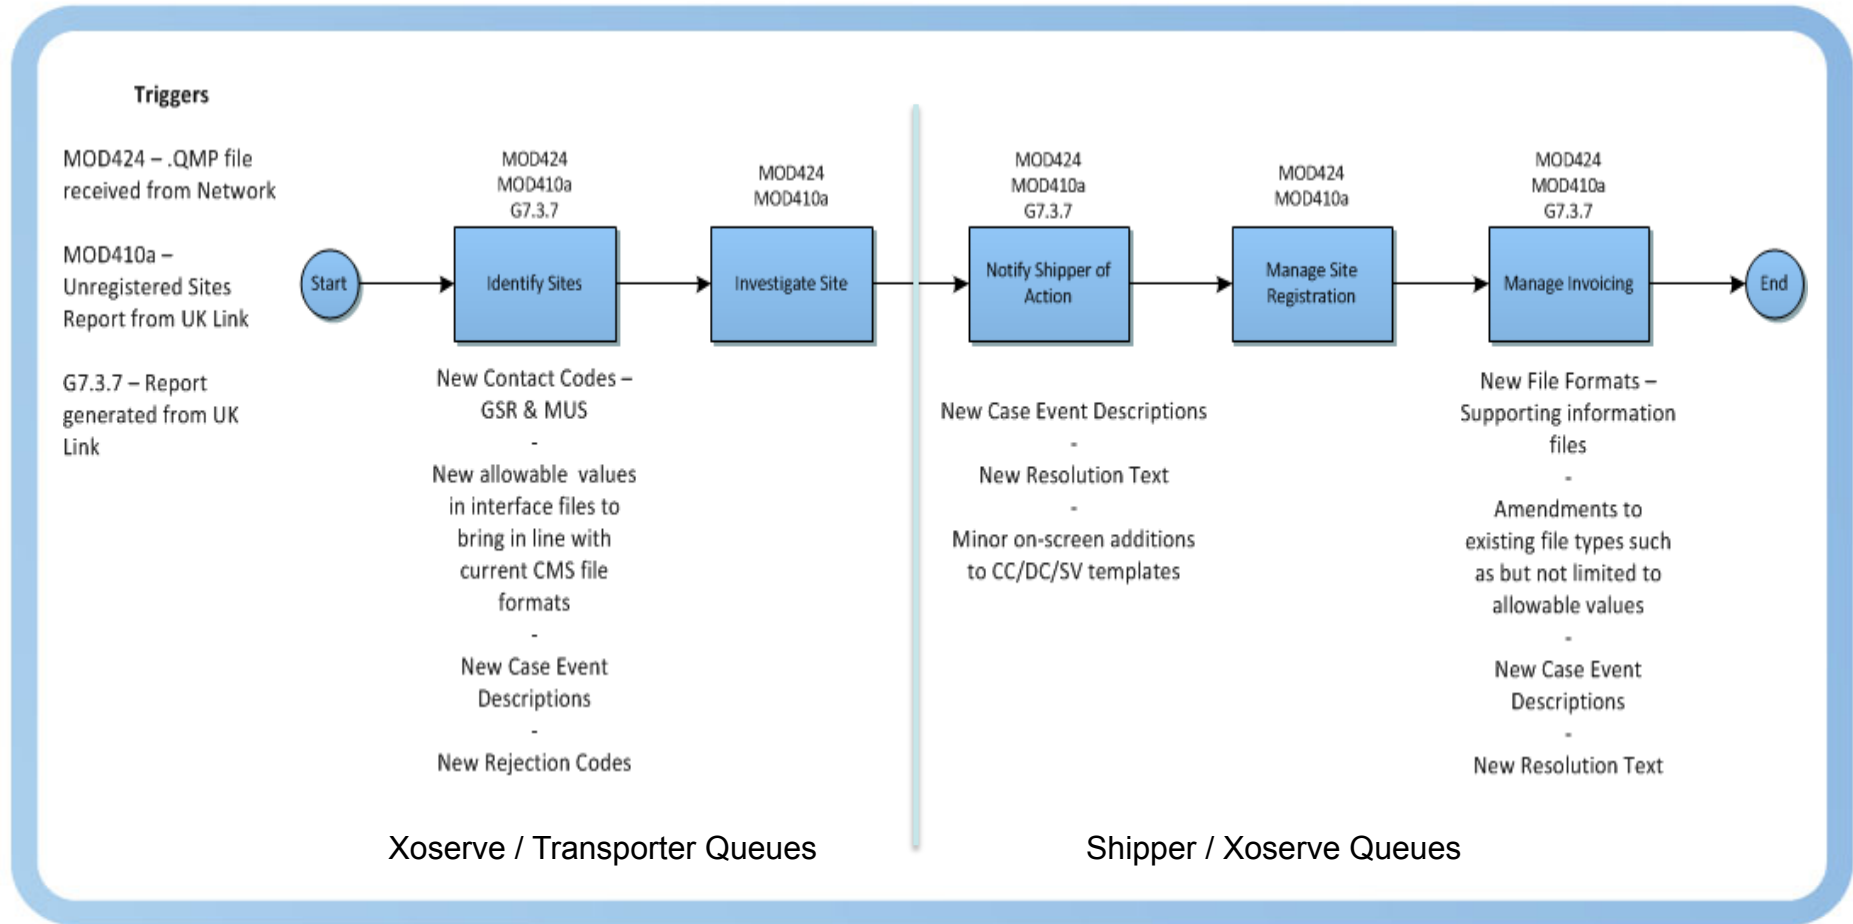 Triggers
MOD424 – .QMP file
received from Network
MOD410a –
Unregistered Sites
Report from UK Link
G7.3.7 – Report
generated from UK
Link
Start
MOD424
MOD410a
G7.3.7
Identify Sites
New Contact Codes –
GSR & MUS
-
New allowable values
in interface files to
bring in line with
current CMS file
formats
-
New Case Event
Descriptions
-
New Rejection Codes
MOD424
MOD410a
Investigate Site
Xoserve / Transporter Queues
MOD424
MOD410a
G7.3.7
Notify Shipper of
Action
New Case Event Descriptions
-
New Resolution Text
-
Minor on-screen additions
to CC/DC/SV templates
MOD424
MOD410a
Manage Site
Registration
MOD424
MOD410a
G7.3.7
Manage Invoicing
New File Formats –
Supporting information
files
-
Amendments to
existing file types such
as but not limited to
allowable values
-
New Case Event
Descriptions
-
New Resolution Text
End
Shipper / Xoserve Queues